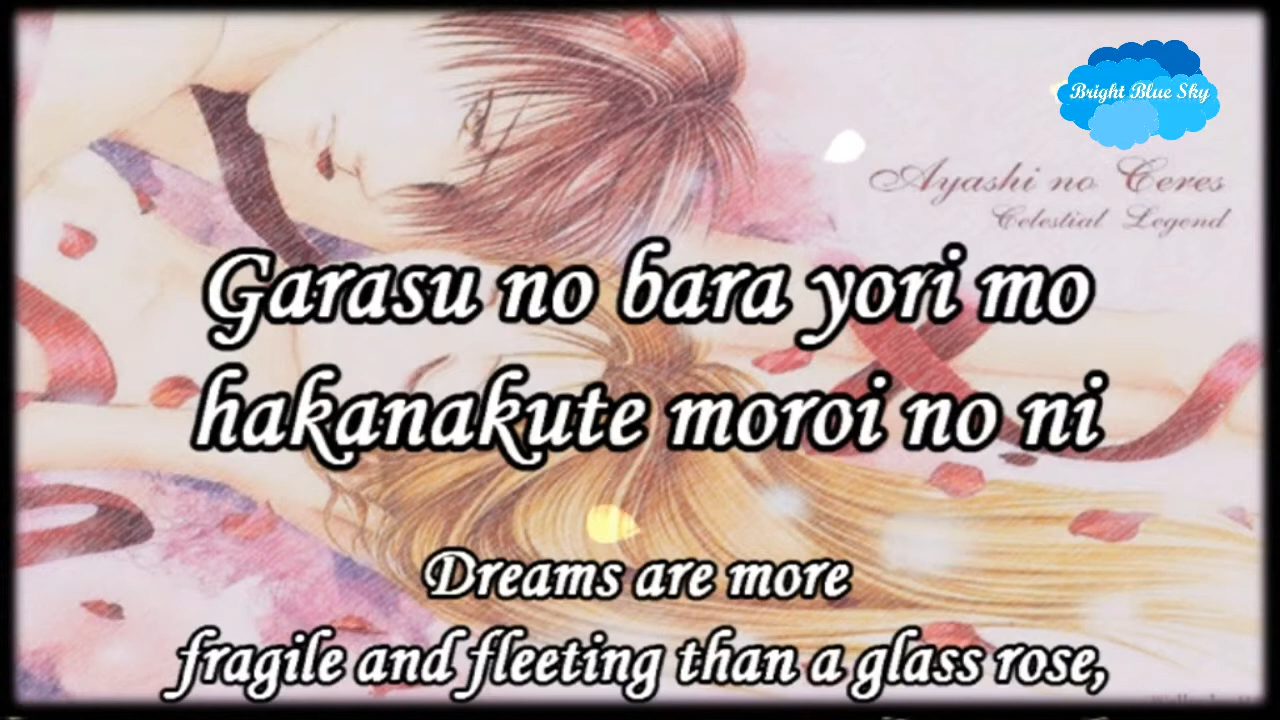 Bright Blue Sky
Ayashi no Ceres
Celestial Legend
Garasu no bara yori mo
hakanakute moroi no ni
Dreams are more
fragile and fleeting than a glass rose,